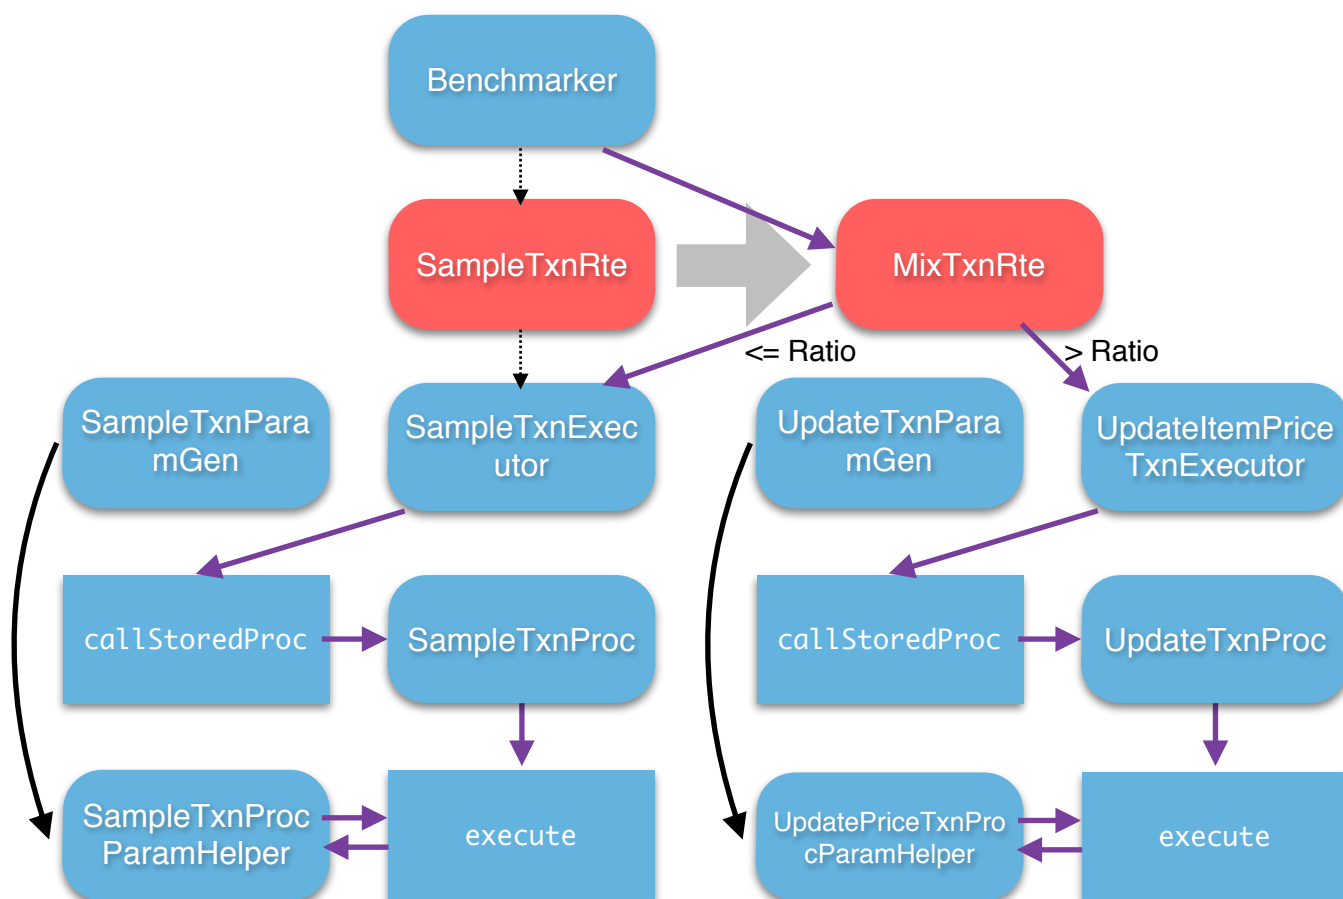 Benchmarker
SampleTxnRte
MixTxnRte
<= Ratio
> Ratio
SampleTxnPara
mGen
SampleTxnExec
utor
UpdateTxnPara
mGen
UpdateItemPrice
TxnExecutor
callStoredProc
SampleTxnProc
callStoredProc
UpdateTxnProc
SampleTxnProc
ParamHelper
execute
UpdatePriceTxnPro
cParamHelper
execute